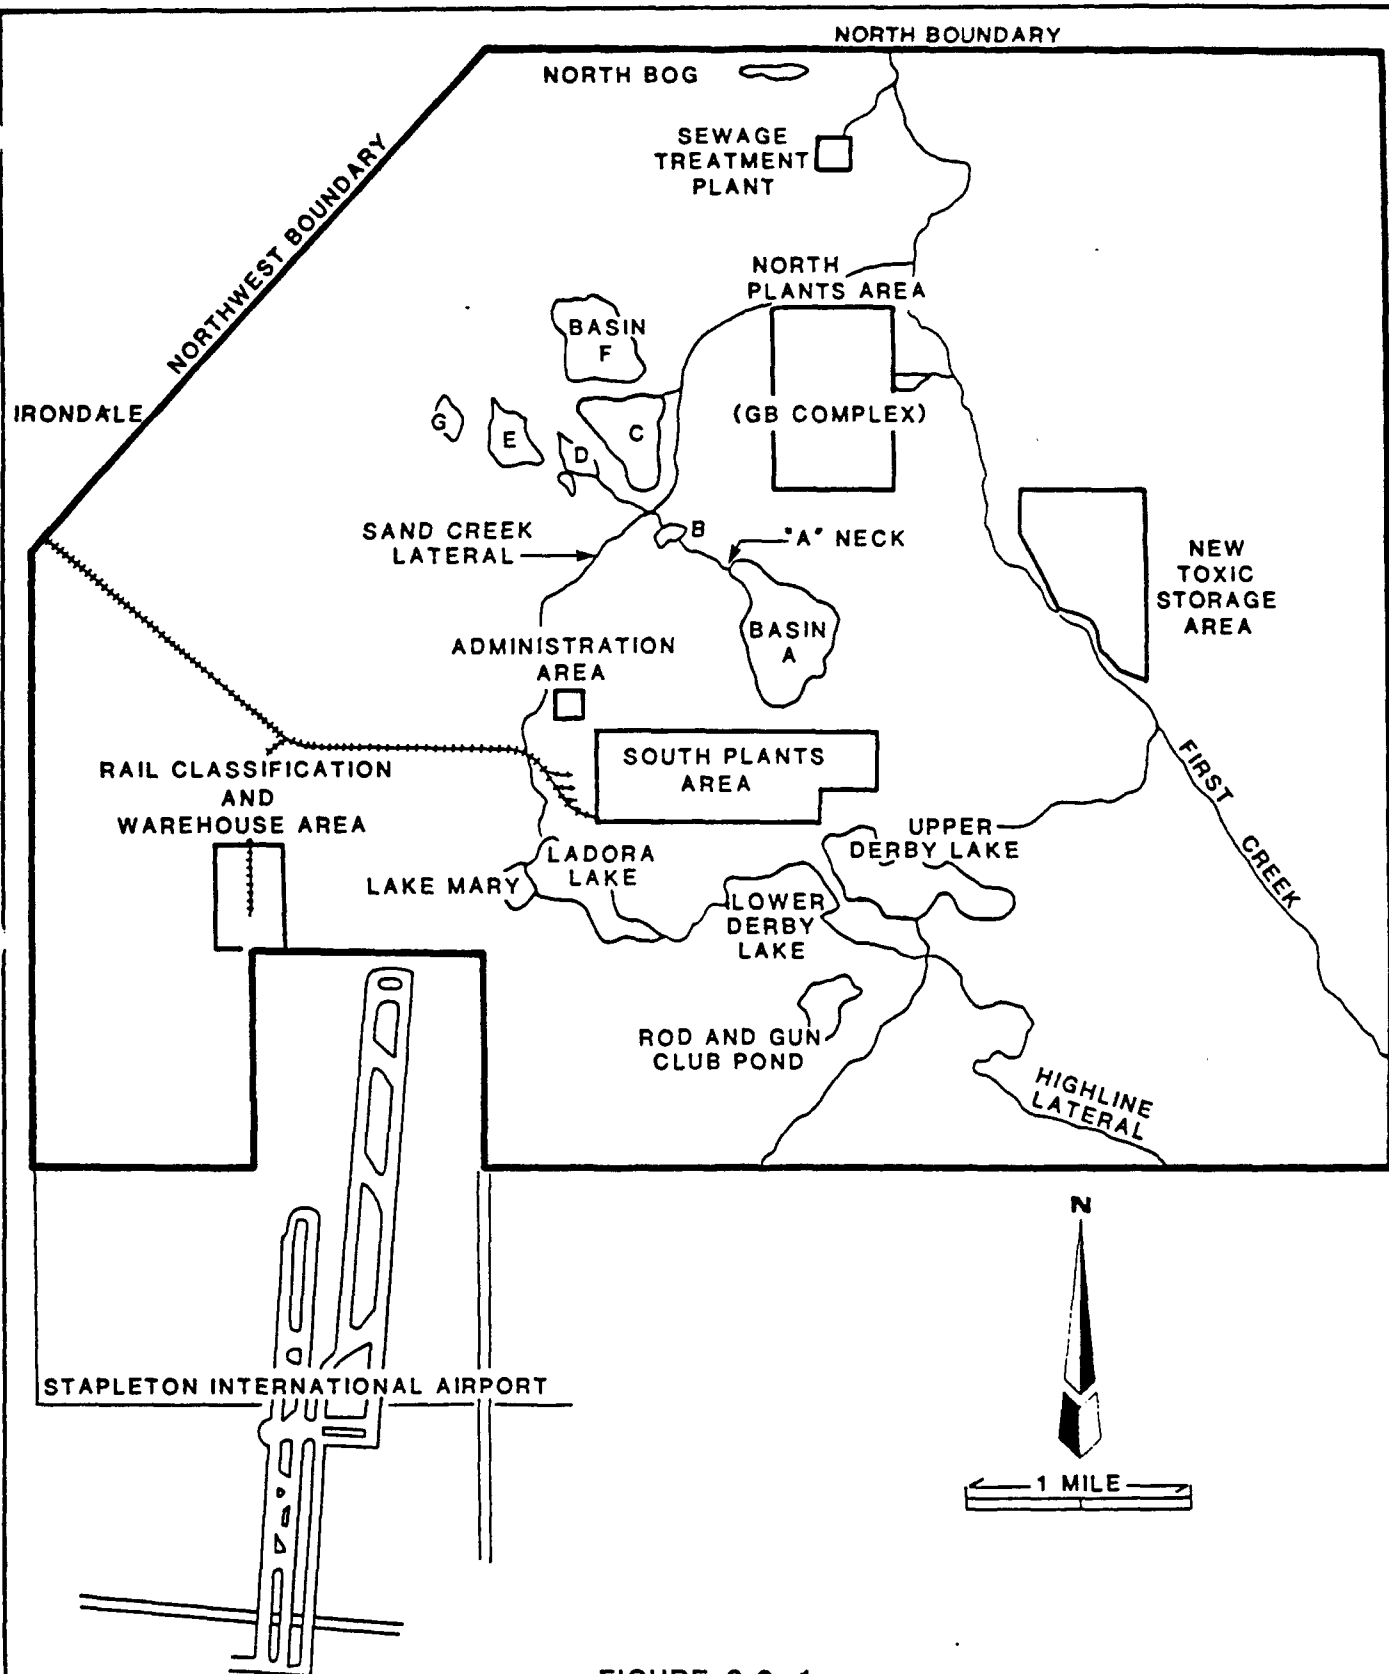 NORTH BOUNDARY
NORTH BOG
SEWAGE
TREATMENT
PLANT
NORTHWEST BOUNDARY
NORTH
PLANTS AREA
BASIN
F
IRONDALE
G
E
D
C
(GB COMPLEX)
SAND CREEK
LATERAL
B
"A" NECK
NEW
TOXIC
STORAGE
AREA
BASIN
A
ADMINISTRATION
AREA
SOUTH PLANTS
AREA
RAIL CLASSIFICATION
AND
WAREHOUSE AREA
FIRST CREEK
UPPER
DERBY LAKE
LADORA
LAKE
LAKE MARY
LOWER
DERBY
LAKE
ROD AND GUN
CLUB POND
HIGHLINE
LATERAL
N
STAPLETON INTERNATIONAL AIRPORT
1 MILE